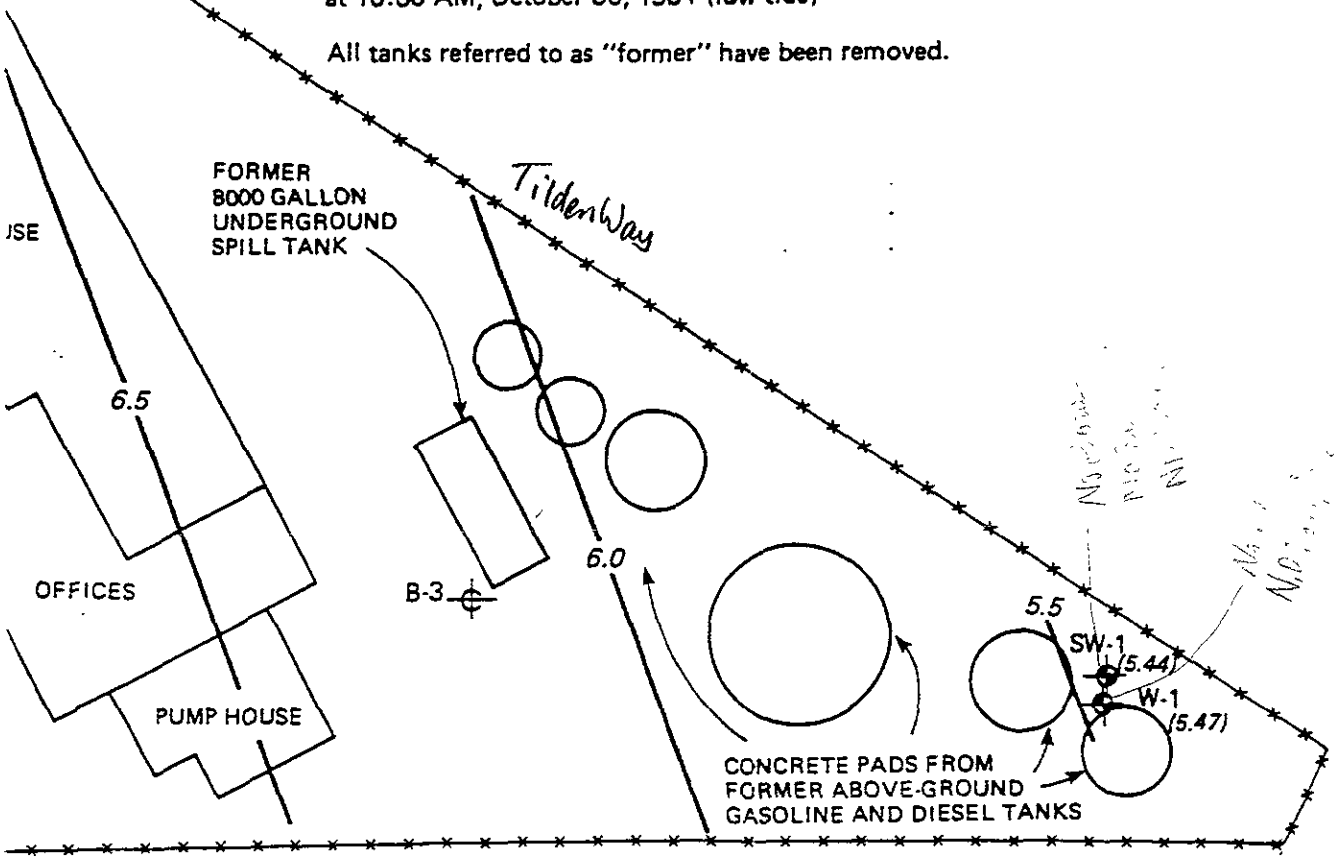 All tanks referred to as "former" have been removed.
FORMER
8000 GALLON
UNDERGROUND
SPILL TANK
Tilden Way
6.5
6.0
OFFICES
B-3
5.5
SW-1
(5.44)
W-1
(5.47)
PUMP HOUSE
CONCRETE PADS FROM
FORMER ABOVE-GROUND
GASOLINE AND DIESEL TANKS